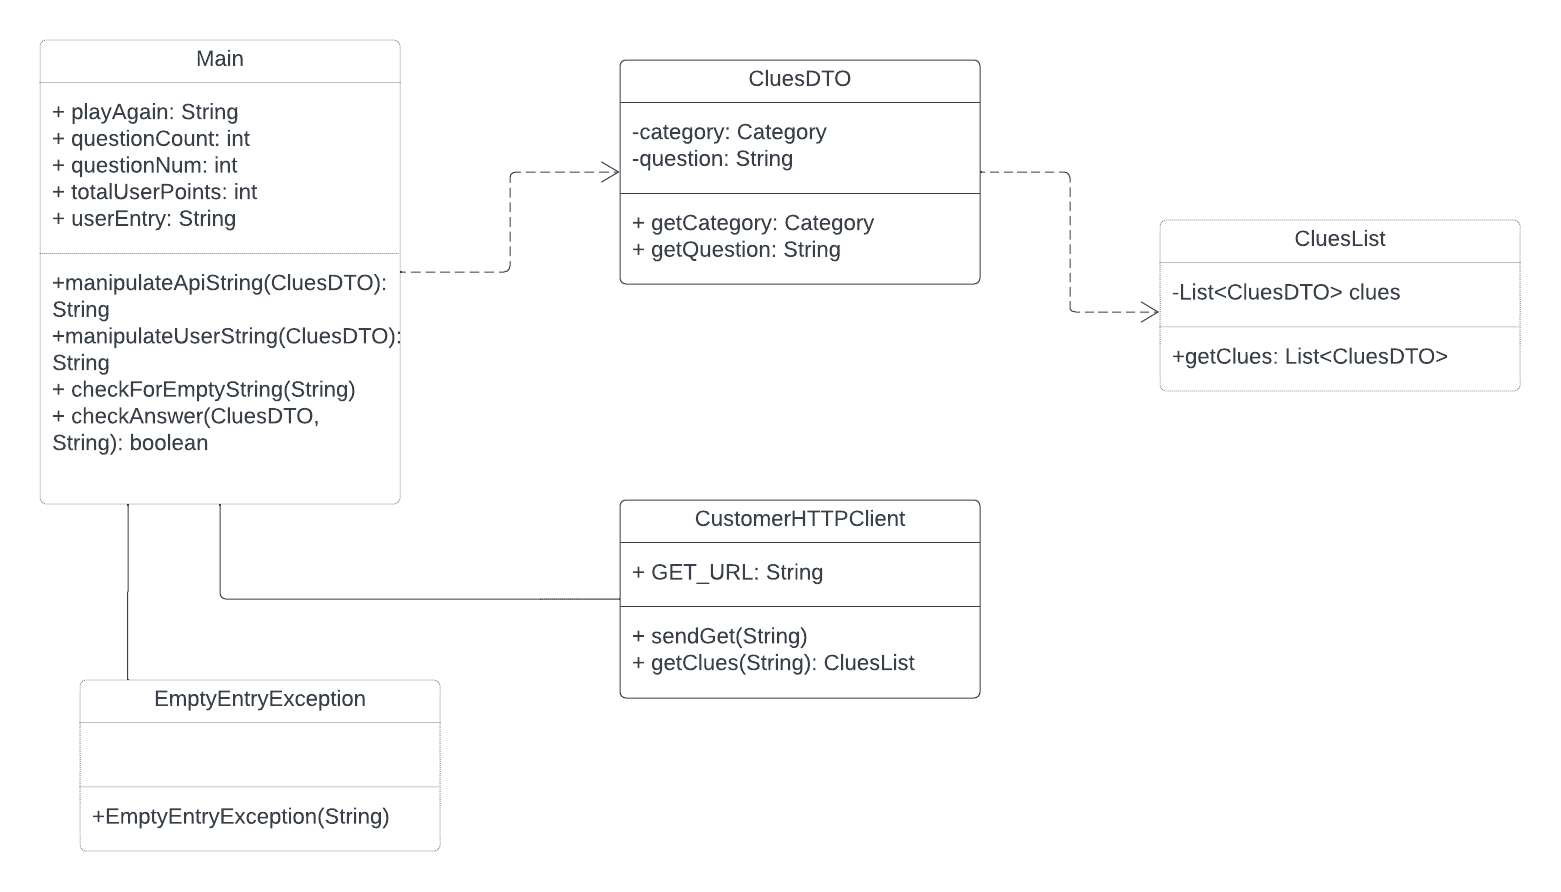 Main
+ playAgain: String
+ questionCount: int
+ questionNum: int
+ totalUserPoints: int
+ userEntry: String
+manipulateApiString(CluesDTO):
String
+manipulateUserString(CluesDTO):
String
+ checkForEmptyString(String)
+ checkAnswer(CluesDTO,
String): boolean
CluesDTO
-category: Category
-question: String
+ getCategory: Category
+ getQuestion: String
CluesList
-List<CluesDTO> clues
+getClues: List<CluesDTO>
CustomerHTTPClient
+ GET_URL: String
+ sendGet(String)
+ getClues(String): CluesList
EmptyEntryException
+EmptyEntryException(String)